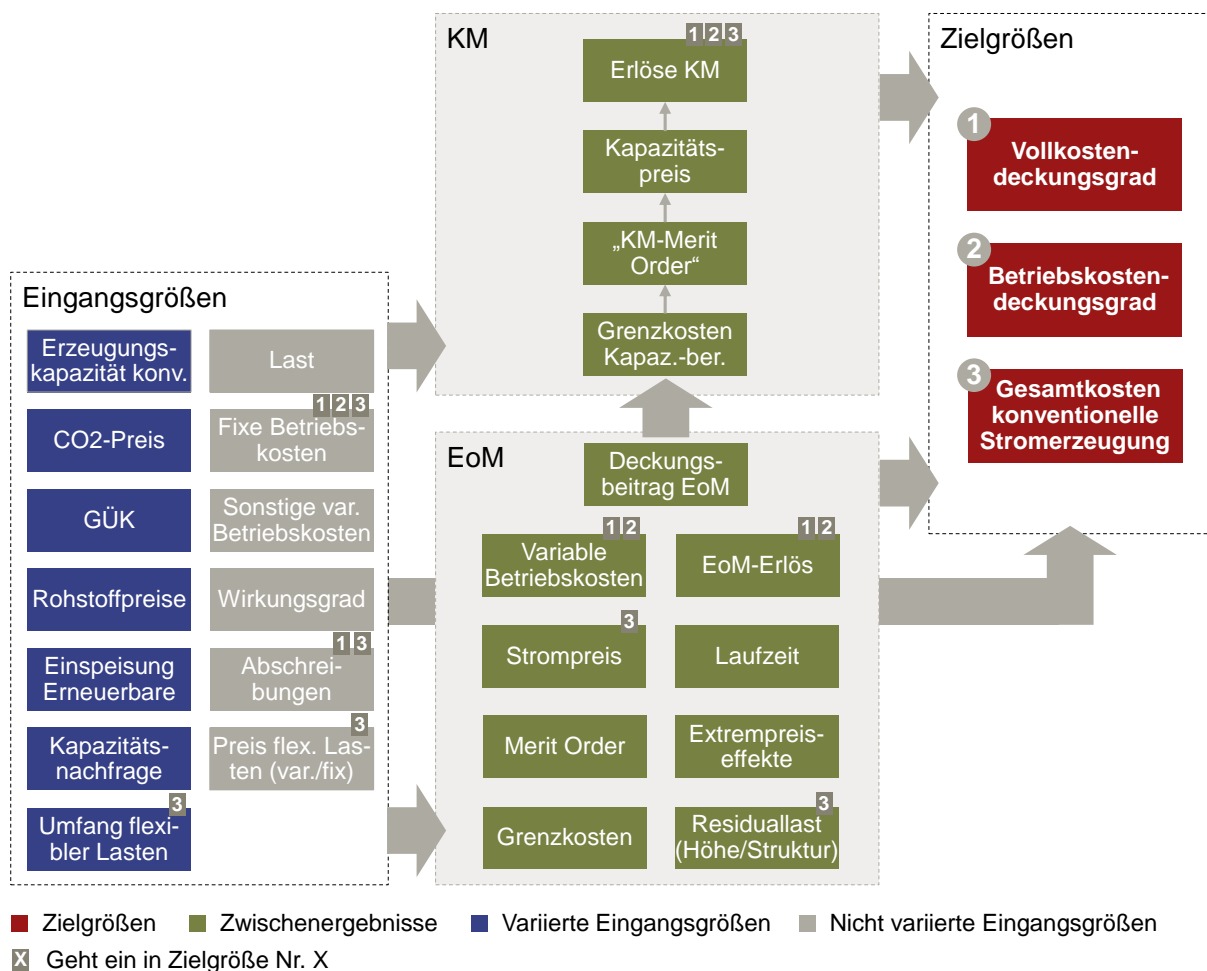 KM
1 2 3
Erlöse KM
Kapazitäts-
preis
„KM-Merit
Order“
Grenzkosten
Kapaz.-ber.
Zielgrößen
1
Vollkosten-
deckungsgrad
2
Betriebskosten-
deckungsgrad
3
Gesamtkosten
konventionelle
Stromerzeugung
Eingangsgrößen
Erzeugungs-
kapazität konv.
Last
CO2-Preis
1 2 3
Fixe Betriebs-
kosten
GÜK
Sonstige var.
Betriebskosten
Rohstoffpreise
Wirkungsgrad
Einspeisung
Erneuerbare
1 3
Abschrei-
bungen
Kapazitäts-
nachfrage
3
Preis flex. Las-
ten (var./fix)
3
Umfang flexi-
bler Lasten
EoM
Deckungs-
beitrag EoM
1 2
Variable
Betriebskosten
1 2
EoM-Erlös
3
Strompreis
Laufzeit
Merit Order
Extrempreis-
effekte
Grenzkosten
3
Residuallast
(Höhe/Struktur)
Zielgrößen
Zwischenergebnisse
Variierte Eingangsgrößen
Nicht variierte Eingangsgrößen
X Geht ein in Zielgröße Nr. X